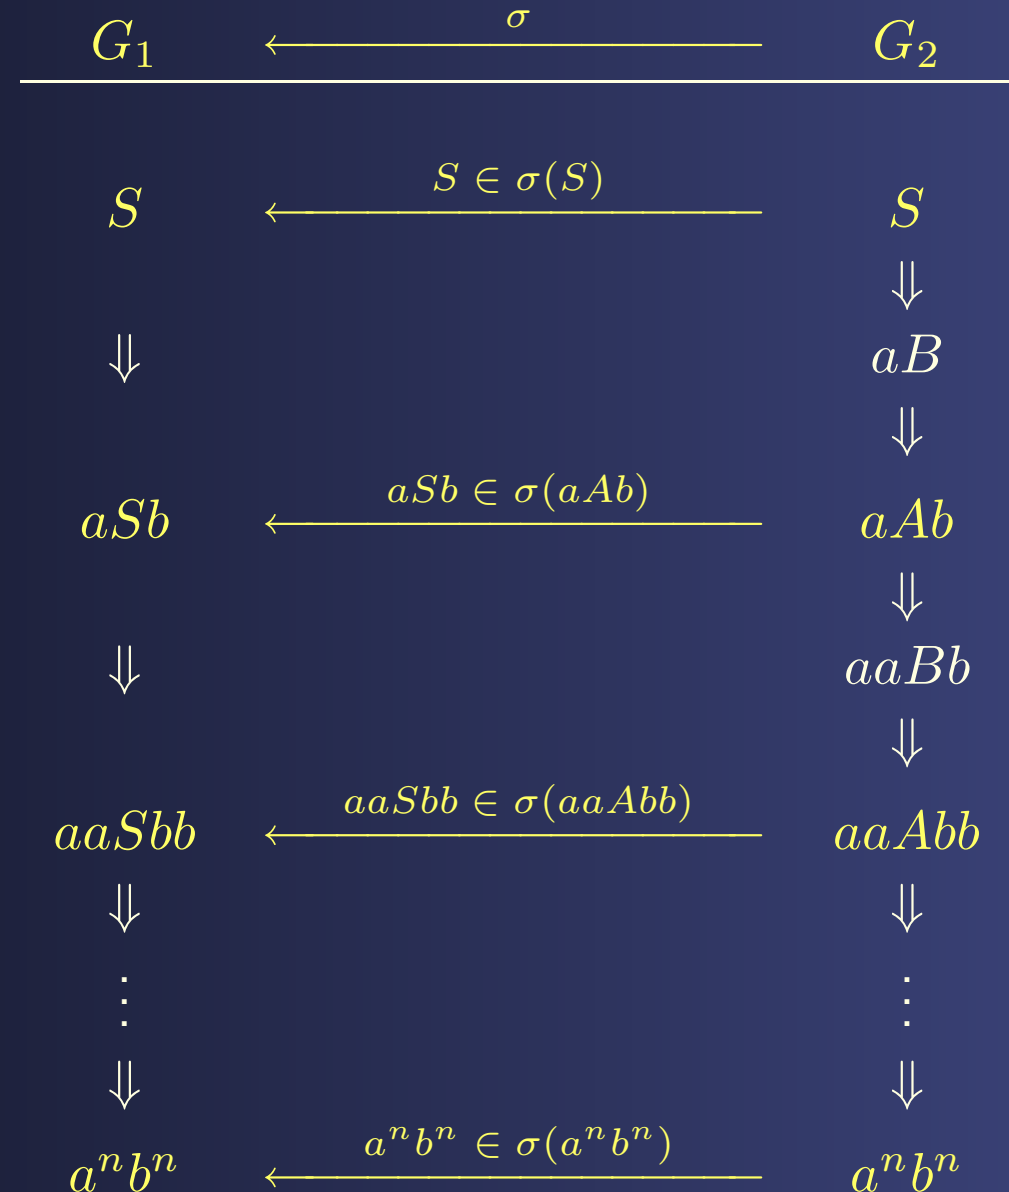 G₁ ← σ G₂
S ← S ∈ σ(S) S
⇓
⇓ aB
⇓
aSb ← aSb ∈ σ(aAb) aAb
⇓
⇓ aaBb
⇓
aaSbb ← aaSbb ∈ σ(aaAbb) aaAbb
⇓ ⇓
⋮ ⋮
⇓ ⇓
aⁿbⁿ ← aⁿbⁿ ∈ σ(aⁿbⁿ) aⁿbⁿ